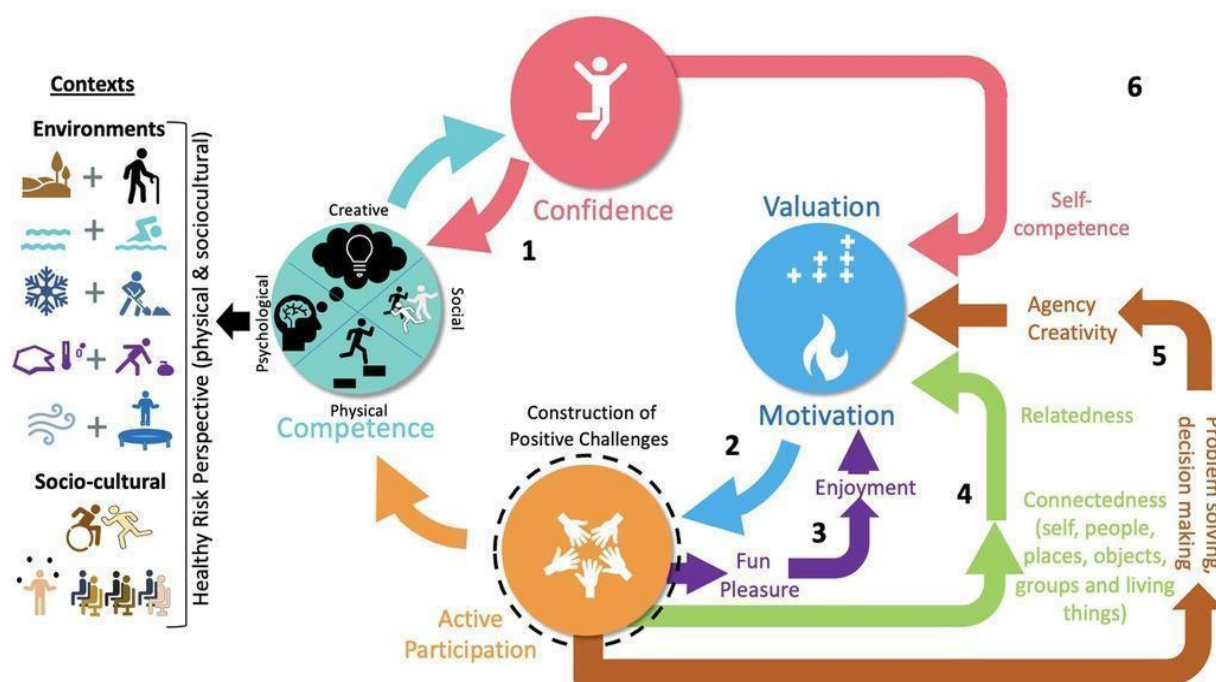 Contexts
Environments
Socio-cultural
Healthy Risk Perspective (physical & sociocultural)
Creative
Psychological
Social
Physical
Competence
Confidence
1
6
Valuation
Motivation
Self-
competence
Agency
Creativity
5
Relatedness
Construction of
Positive Challenges
2
Enjoyment
3
4
Fun
Pleasure
Connectedness
(self, people,
places, objects,
groups and living
things)
Problem solving,
decision making
Active
Participation